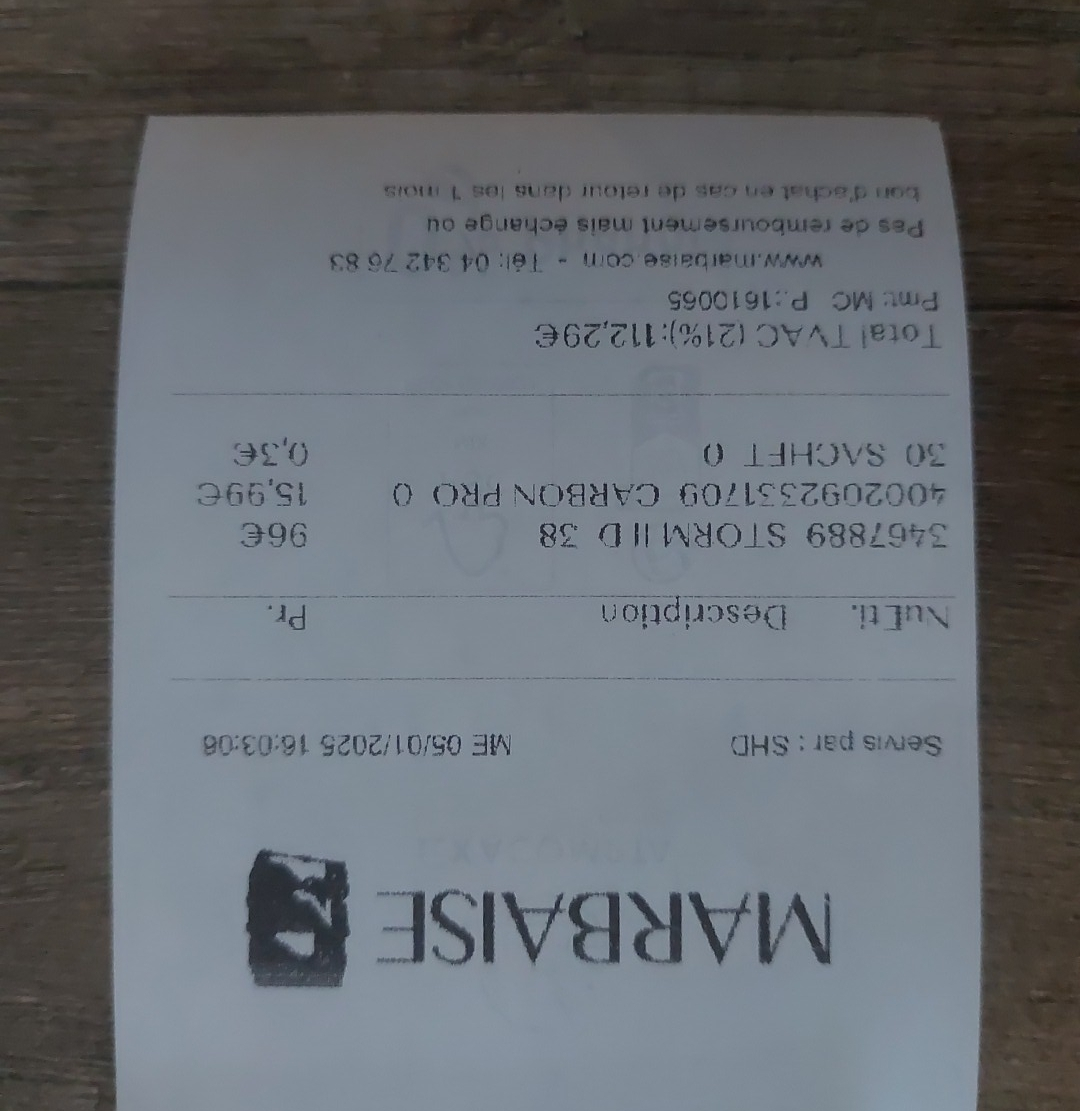 MARBAISE
Servis par : SHD ME 05/01/2025 16:03:08
NuEti. Description Pr.
3467889 STORM II D 38 96€
4002092331709 CARBON PRO 0 15,99€
30 SACHFT 0 0,3€
Total TVAC (21%):112,29€
Pmt: MC P.:1610065
www.marbaise.com - Tél: 04 342 76 83
Pas de remboursement mais échange ou
bon d'achat en cas de retour dans les 1 mois